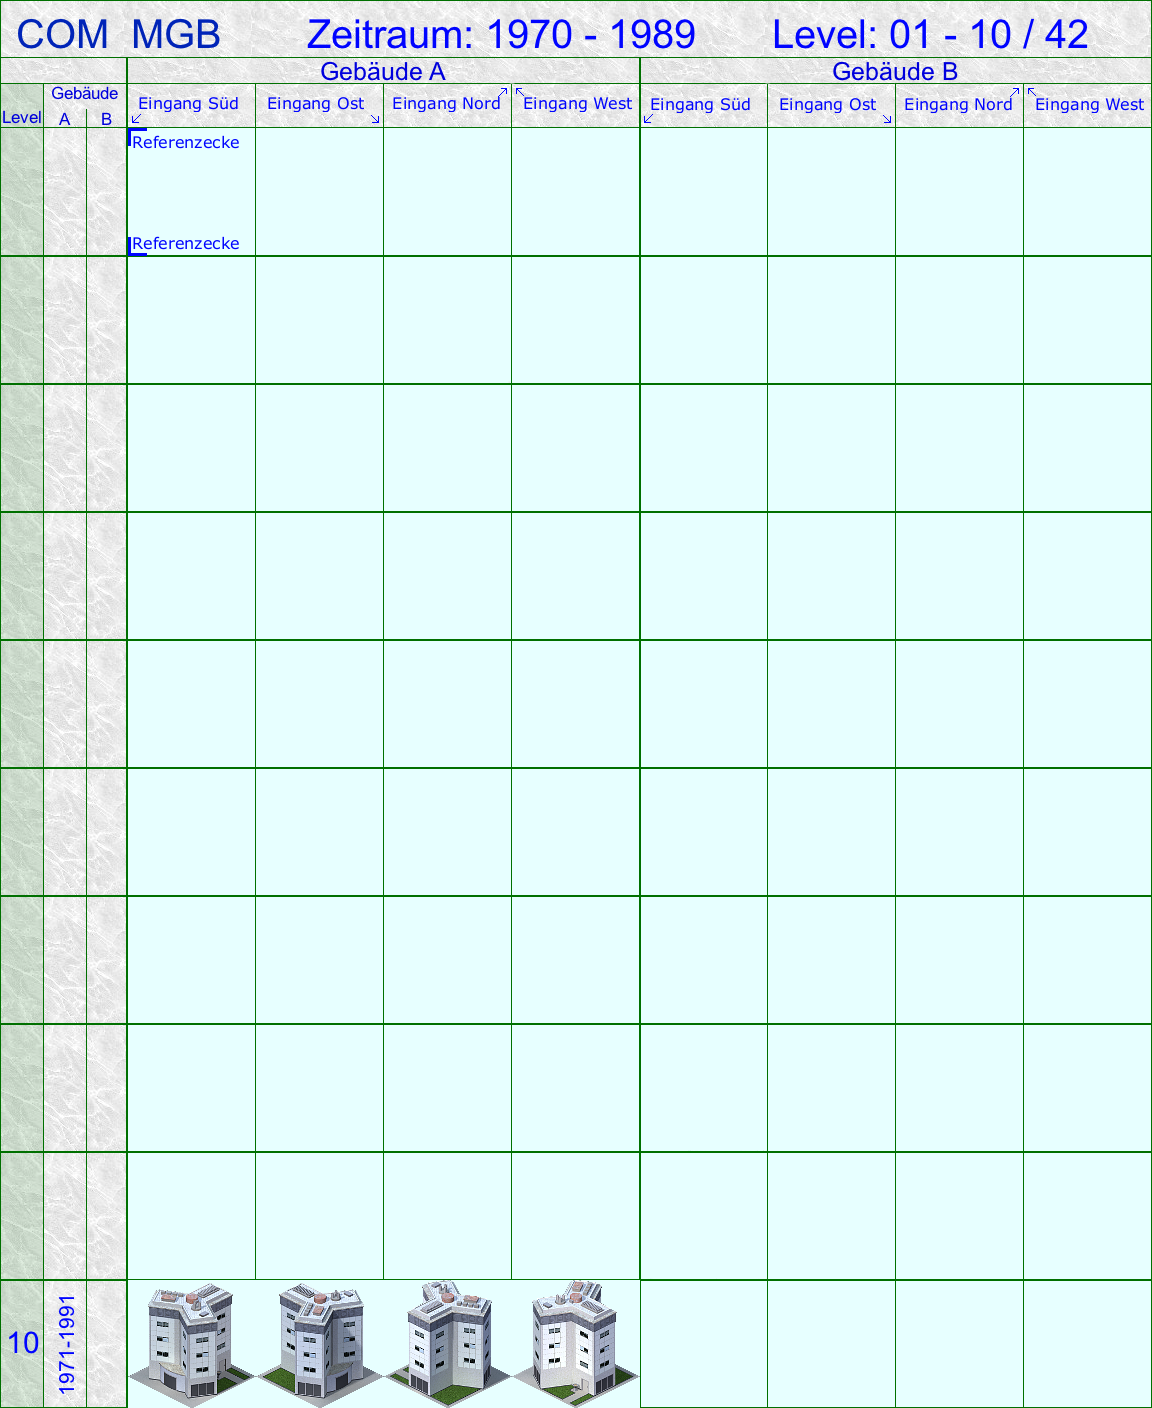 COM MGB Zeitraum: 1970 - 1989 Level: 01 - 10 / 42
Gebäude A Gebäude B
Level Gebäude A B Eingang Süd Eingang Ost Eingang Nord Eingang West Eingang Süd Eingang Ost Eingang Nord Eingang West
Referenzecke
Referenzecke
10 1971-1991